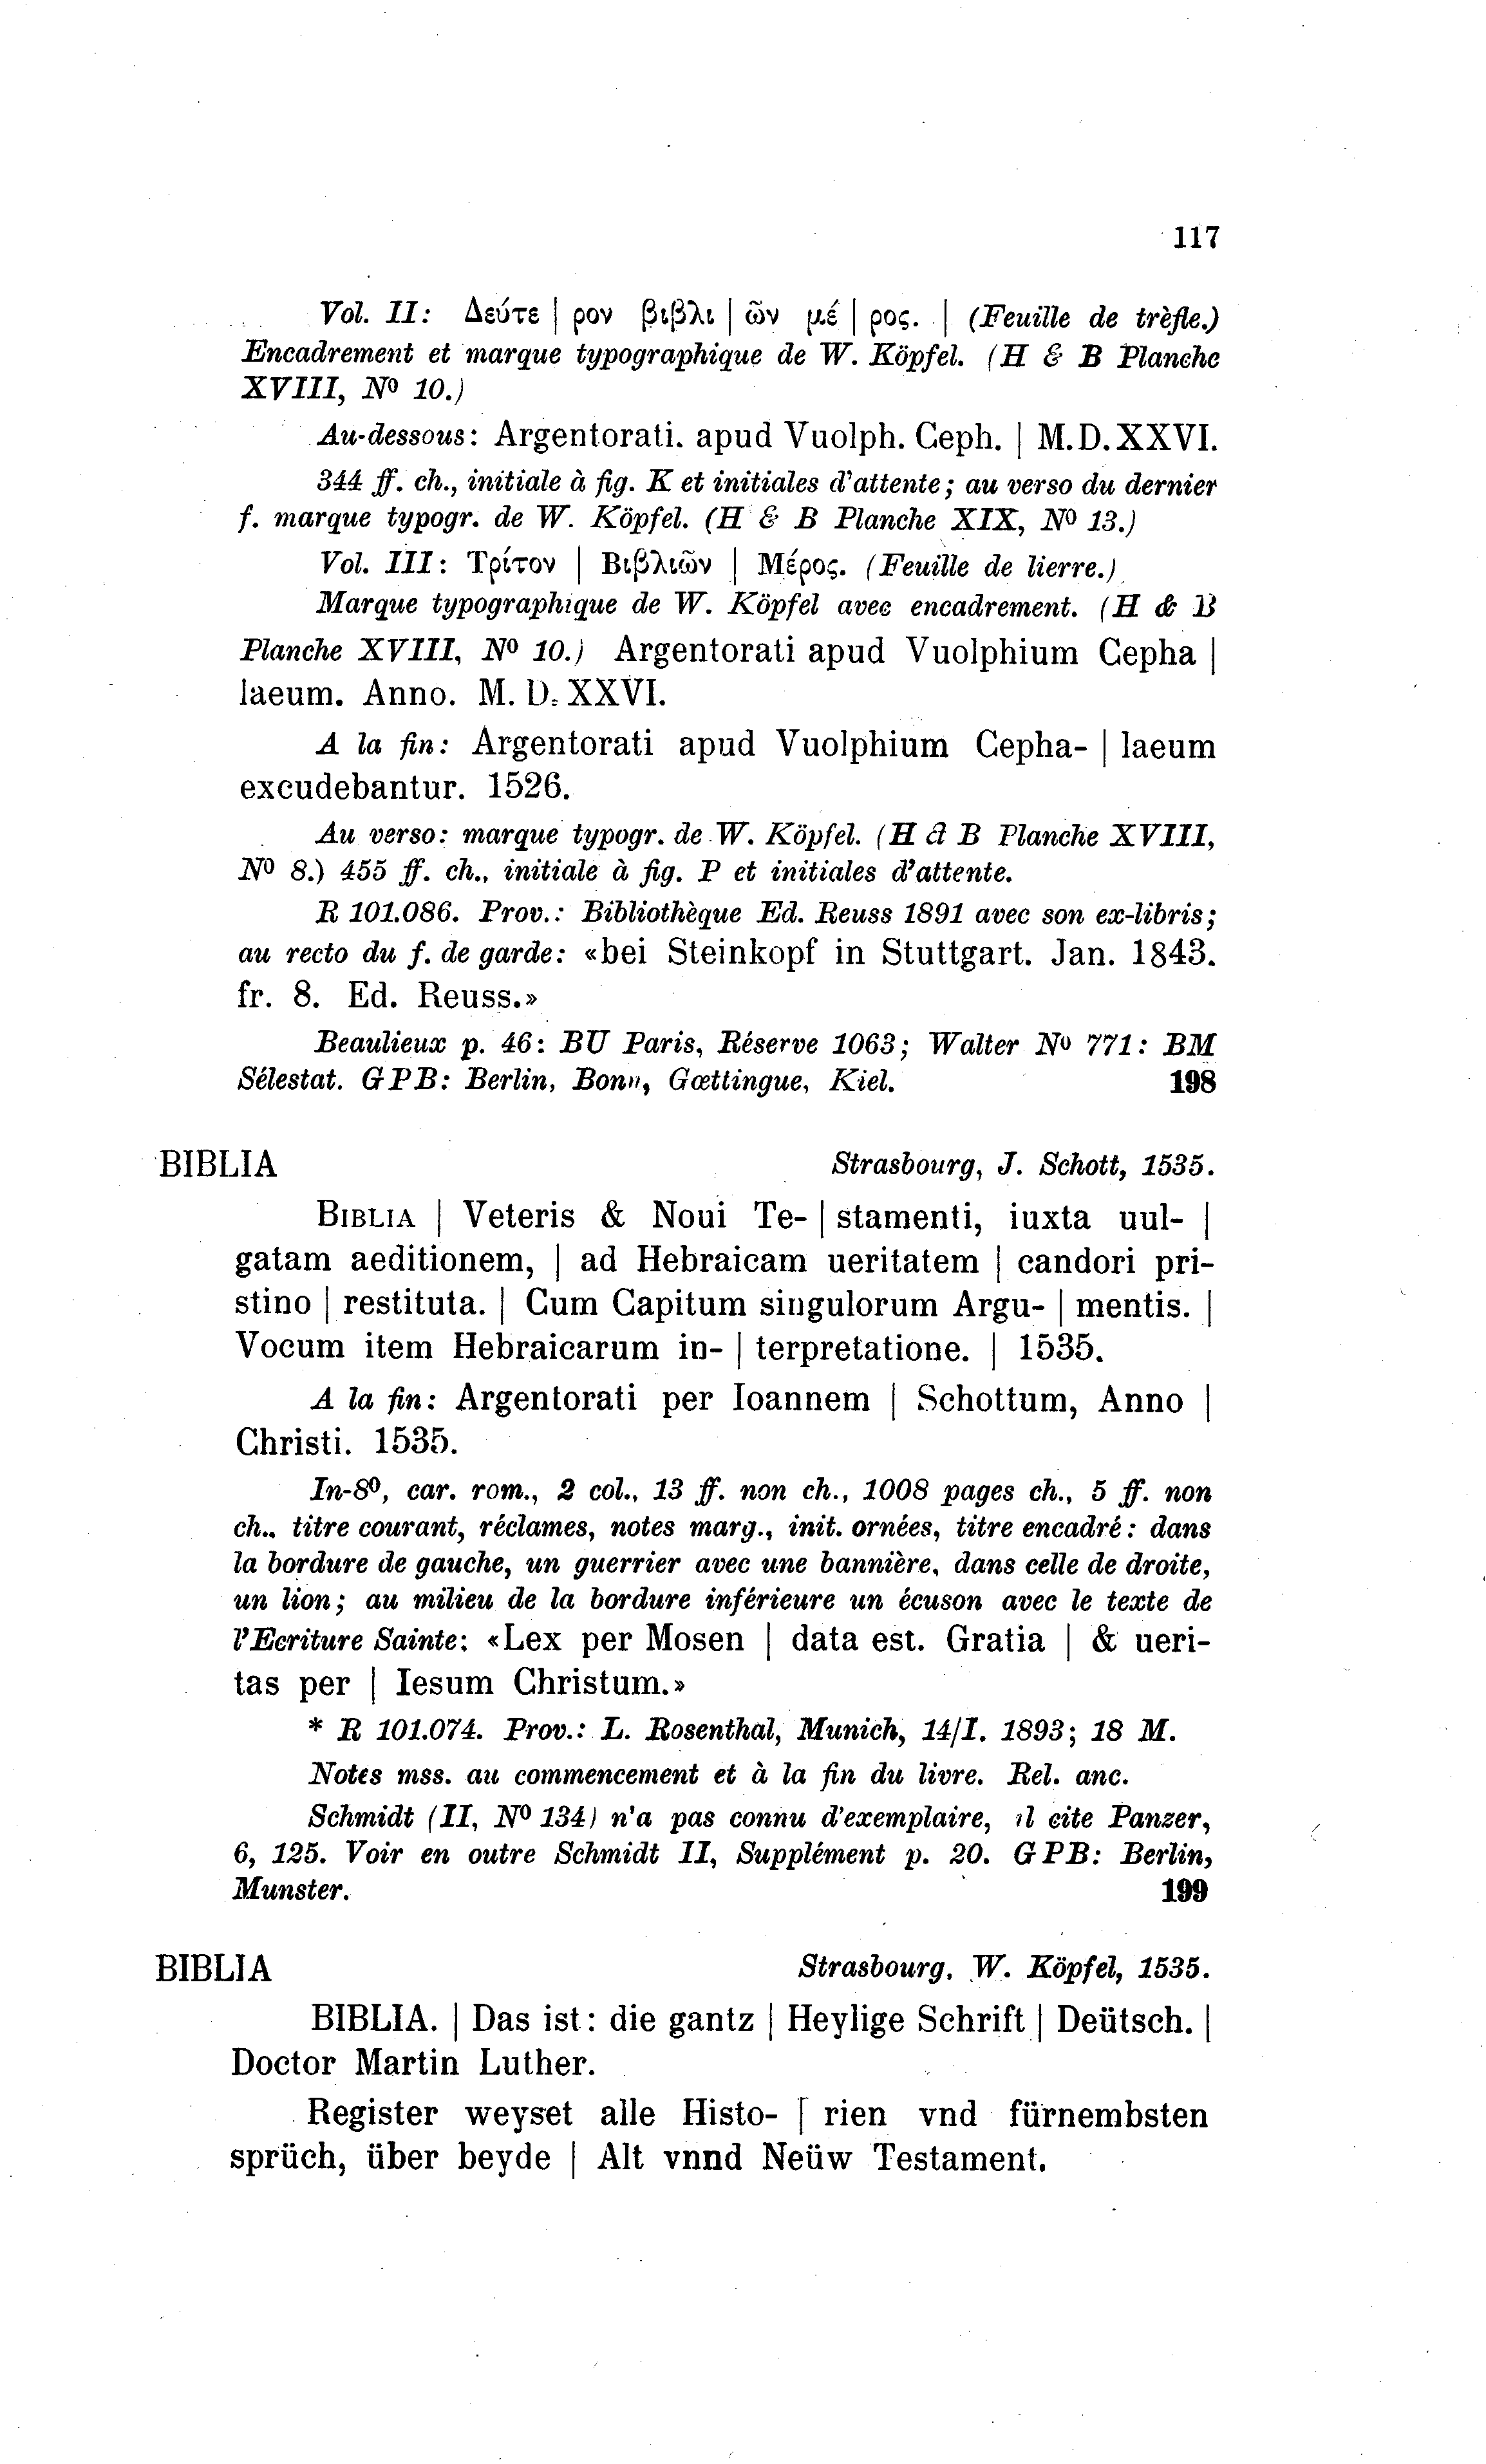 117
Vol. II: Δεύτε | ρον βιβλι | ῶν μέ | ρος. | (Feuille de trèfle.)
Encadrement et marque typographique de W. Köpfel. (H & B Planche
XVIII, Nº 10.)
Au-dessous: Argentorati. apud Vuolph. Ceph. | M.D.XXVI.
344 ff. ch., initiale à fig. K et initiales d'attente; au verso du dernier
f. marque typogr. de W. Köpfel. (H & B Planche XIX, Nº 13.)
Vol. III: Τρίτον | Βιβλιῶν | Μέρος. (Feuille de lierre.)
Marque typographique de W. Köpfel avec encadrement. (H & B
Planche XVIII, Nº 10.) Argentorati apud Vuolphium Cepha |
laeum. Anno. M. D. XXVI.
A la fin: Argentorati apud Vuolphium Cepha- | laeum
excudebantur. 1526.
Au verso: marque typogr. de W. Köpfel. (H & B Planche XVIII,
Nº 8.) 455 ff. ch., initiale à fig. P et initiales d'attente.
R 101.086. Prov.: Bibliothèque Ed. Reuss 1891 avec son ex-libris;
au recto du f. de garde: «bei Steinkopf in Stuttgart. Jan. 1843.
fr. 8. Ed. Reuss.»
Beaulieux p. 46: BU Paris, Réserve 1063; Walter Nº 771: BM
Sélestat. GPB: Berlin, Bonn, Gœttingue, Kiel. 198
BIBLIA Strasbourg, J. Schott, 1535.
BIBLIA | Veteris & Noui Te- | stamenti, iuxta uul- |
gatam aeditionem, | ad Hebraicam ueritatem | candori pri-
stino | restituta. | Cum Capitum singulorum Argu- | mentis. |
Vocum item Hebraicarum in- | terpretatione. | 1535.
A la fin: Argentorati per Ioannem | Schottum, Anno |
Christi. 1535.
In-8º, car. rom., 2 col., 13 ff. non ch., 1008 pages ch., 5 ff. non
ch., titre courant, réclames, notes marg., init. ornées, titre encadré: dans
la bordure de gauche, un guerrier avec une bannière, dans celle de droite,
un lion; au milieu de la bordure inférieure un écuson avec le texte de
l'Ecriture Sainte: «Lex per Mosen | data est. Gratia | & ueri-
tas per | Iesum Christum.»
* R 101.074. Prov.: L. Rosenthal, Munich, 14/I. 1893; 18 M.
Notes mss. au commencement et à la fin du livre. Rel. anc.
Schmidt (II, Nº 134) n'a pas connu d'exemplaire, il cite Panzer,
6, 125. Voir en outre Schmidt II, Supplément p. 20. GPB: Berlin,
Munster. 199
BIBLIA Strasbourg, W. Köpfel, 1535.
BIBLIA. | Das ist: die gantz | Heylige Schrift | Deütsch. |
Doctor Martin Luther.
Register weyset alle Histo- | rien vnd fürnembsten
sprüch, über beyde | Alt vnnd Neüw Testament.